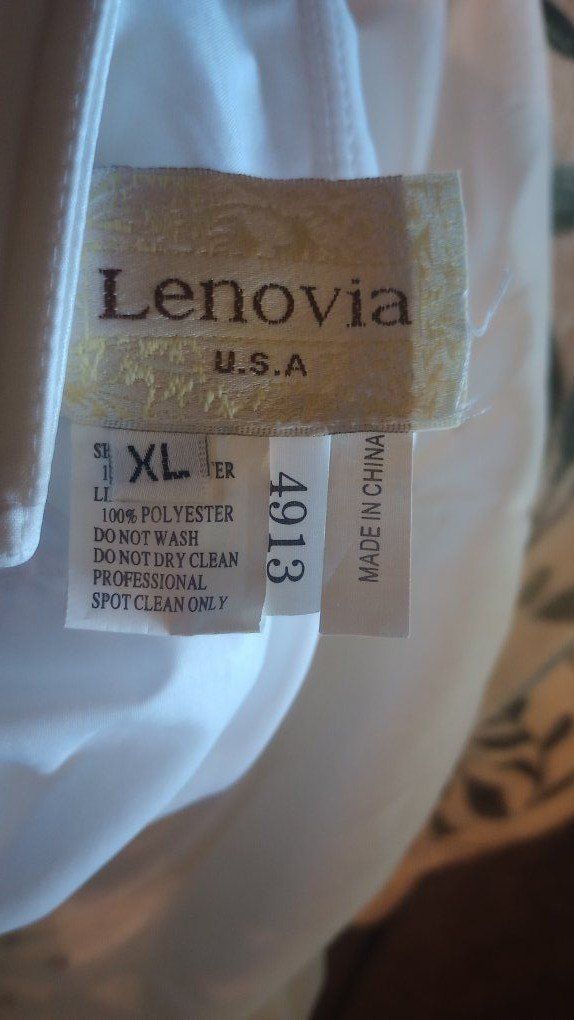 Lenovia
U.S.A
XL
100% POLYESTER
DO NOT WASH
DO NOT DRY CLEAN
PROFESSIONAL
SPOT CLEAN ONLY
4913
MADE IN CHINA